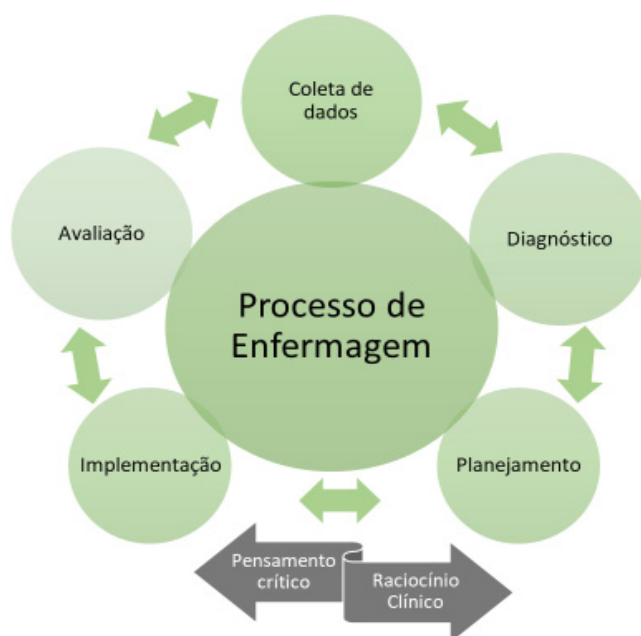 Coleta de
dados
Avaliação
Diagnóstico
Processo de
Enfermagem
Implementação
Planejamento
Pensamento
crítico
Raciocínio
Clínico